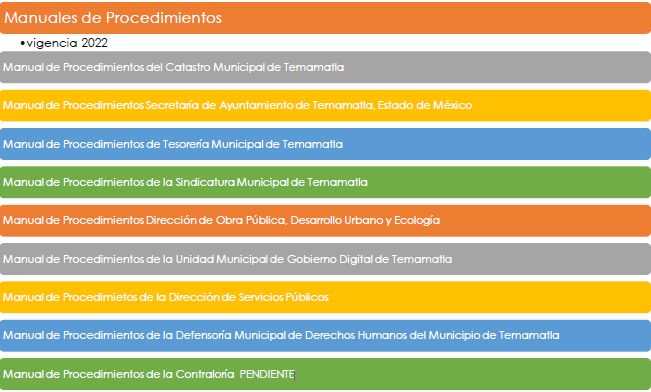 Manuales de Procedimientos
•vigencia 2022
Manual de Procedimientos del Catastro Municipal de Temamatla
Manual de Procedimientos Secretaría de Ayuntamiento de Temamatla, Estado de México
Manual de Procedimientos de Tesorería Municipal de Temamatla
Manual de Procedimientos de la Sindicatura Municipal de Temamatla
Manual de Procedimientos Dirección de Obra Pública, Desarrollo Urbano y Ecología
Manual de Procedimientos de la Unidad Municipal de Gobierno Digital de Temamatla
Manual de Procedimietos de la Dirección de Servicios Públicos
Manual de Procedimientos de la Defensoría Municipal de Derechos Humanos del Municipio de Temamatla
Manual de Procedimientos de la Contraloría PENDIENTE